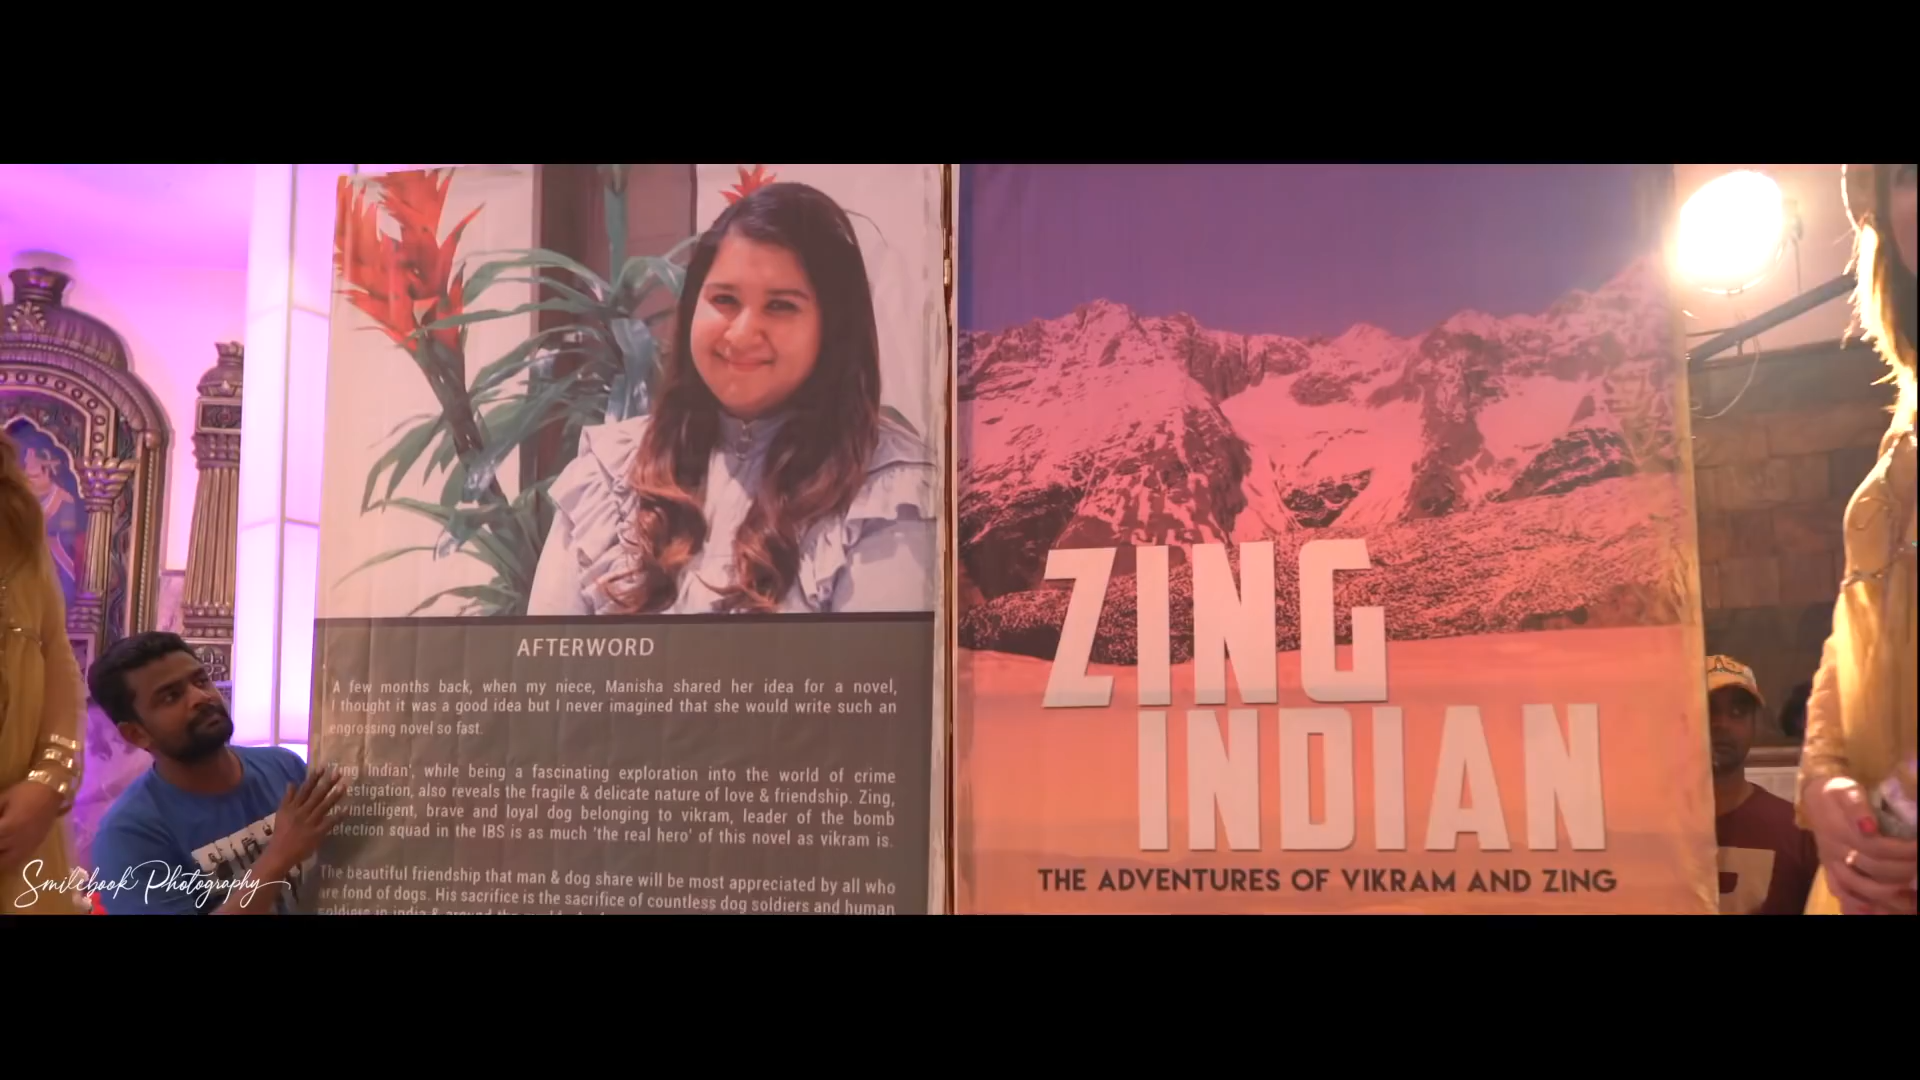 AFTERWORD
A few months back, when my niece, Manisha shared her idea for a novel,
I thought it was a good idea but I never imagined that she would write such an
engrossing novel so fast.
'Zing Indian', while being a fascinating exploration into the world of crime
estigation, also reveals the fragile & delicate nature of love & friendship. Zing,
intelligent, brave and loyal dog belonging to vikram, leader of the bomb
etection squad in the IBS is as much 'the real hero' of this novel as vikram is.
The beautiful friendship that man & dog share will be most appreciated by all who
are fond of dogs. His sacrifice is the sacrifice of countless dog soldiers and human
ZING
INDIAN
THE ADVENTURES OF VIKRAM AND ZING
Smilebook Photography